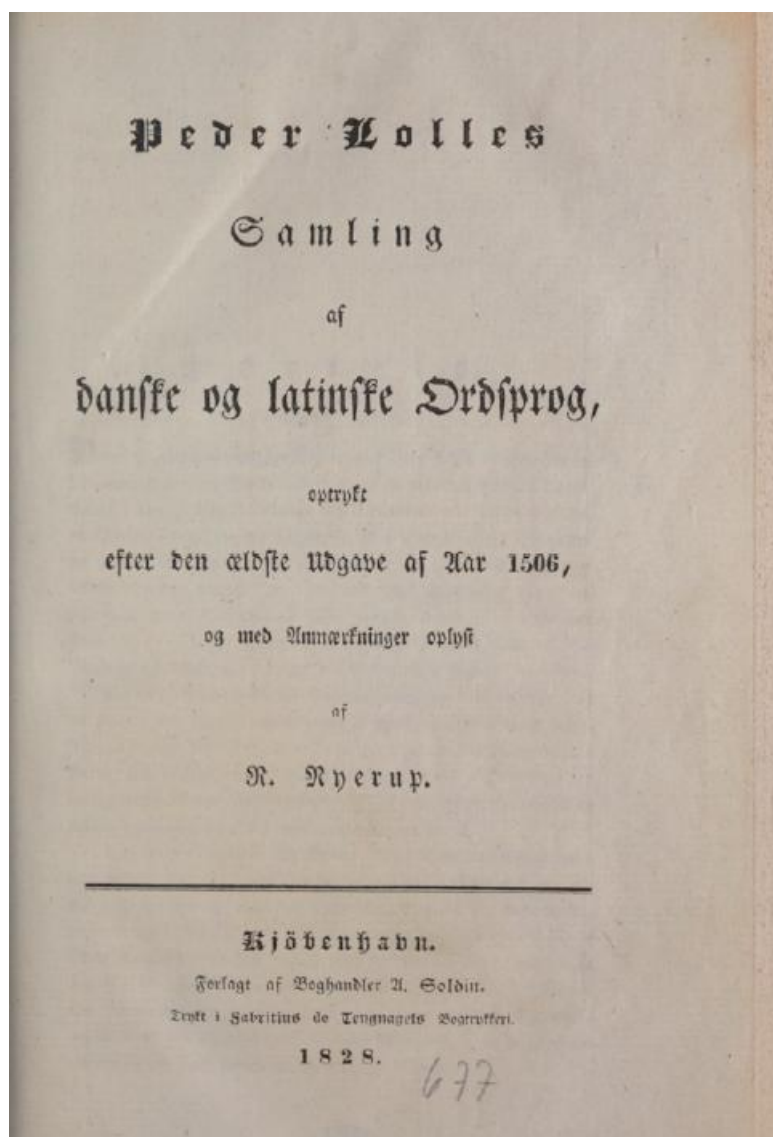 Peder Lolles
Samling
af
danske og latinske Ordsprog,
optrykt
efter den ældste Udgave af Aar 1506,
og med Anmærkninger oplyst
af
R. Nyerup.
Kjöbenhavn.
Forlagt af Boghandler A. Soldin.
Trykt i Fabritius de Tengnagels Bogtrykkeri.
1828.
677